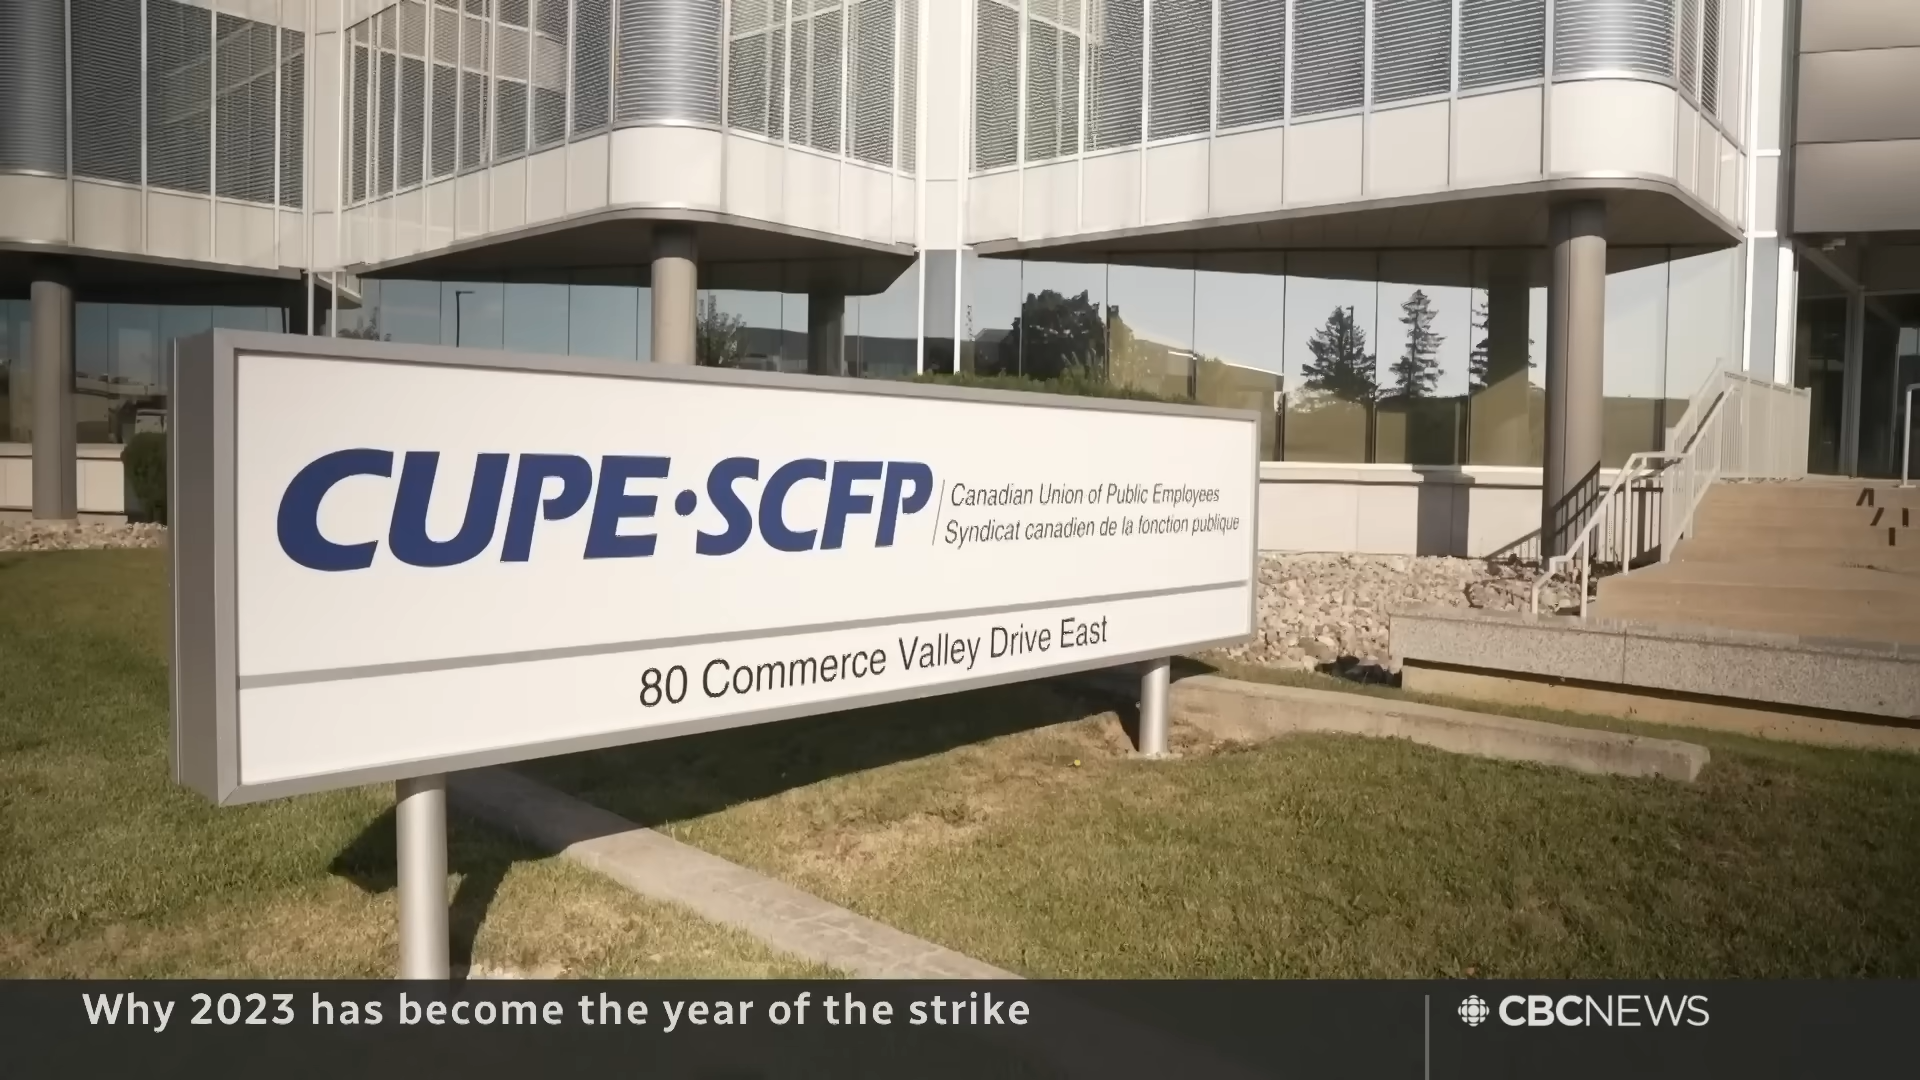 CUPE·SCFP
Canadian Union of Public Employees
Syndicat canadien de la fonction publique
80 Commerce Valley Drive East
Why 2023 has become the year of the strike
CBCNEWS